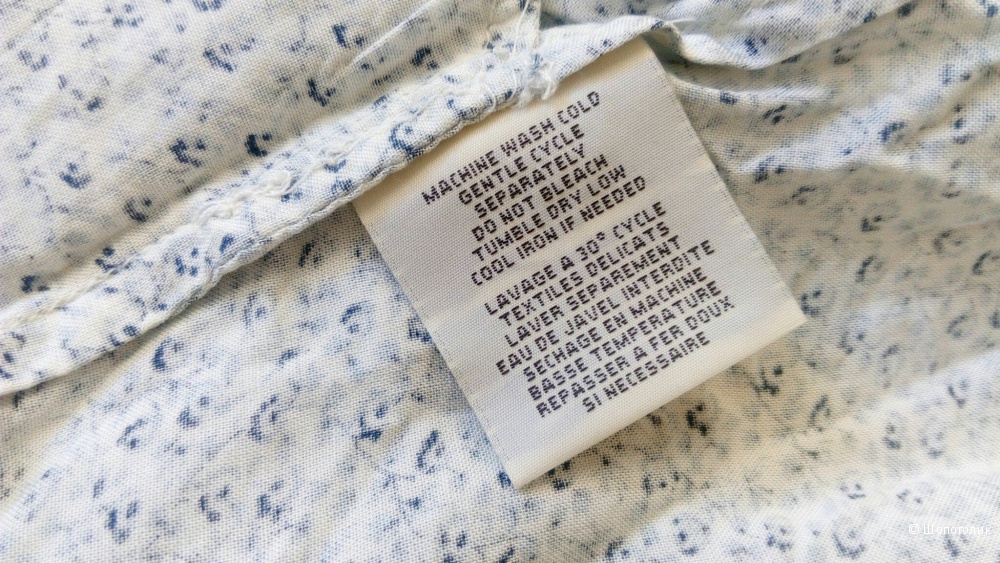 MACHINE WASH COLD
GENTLE CYCLE
SEPARATELY
DO NOT BLEACH
TUMBLE DRY LOW
COOL IRON IF NEEDED
LAVAGE A 30° CYCLE
TEXTILES DELICATS
LAVER SEPAREMENT
EAU DE JAVEL INTERDITE
SECHAGE EN MACHINE
BASSE TEMPERATURE
REPASSER A FER DOUX
SI NECESSAIRE
© Шопоголик